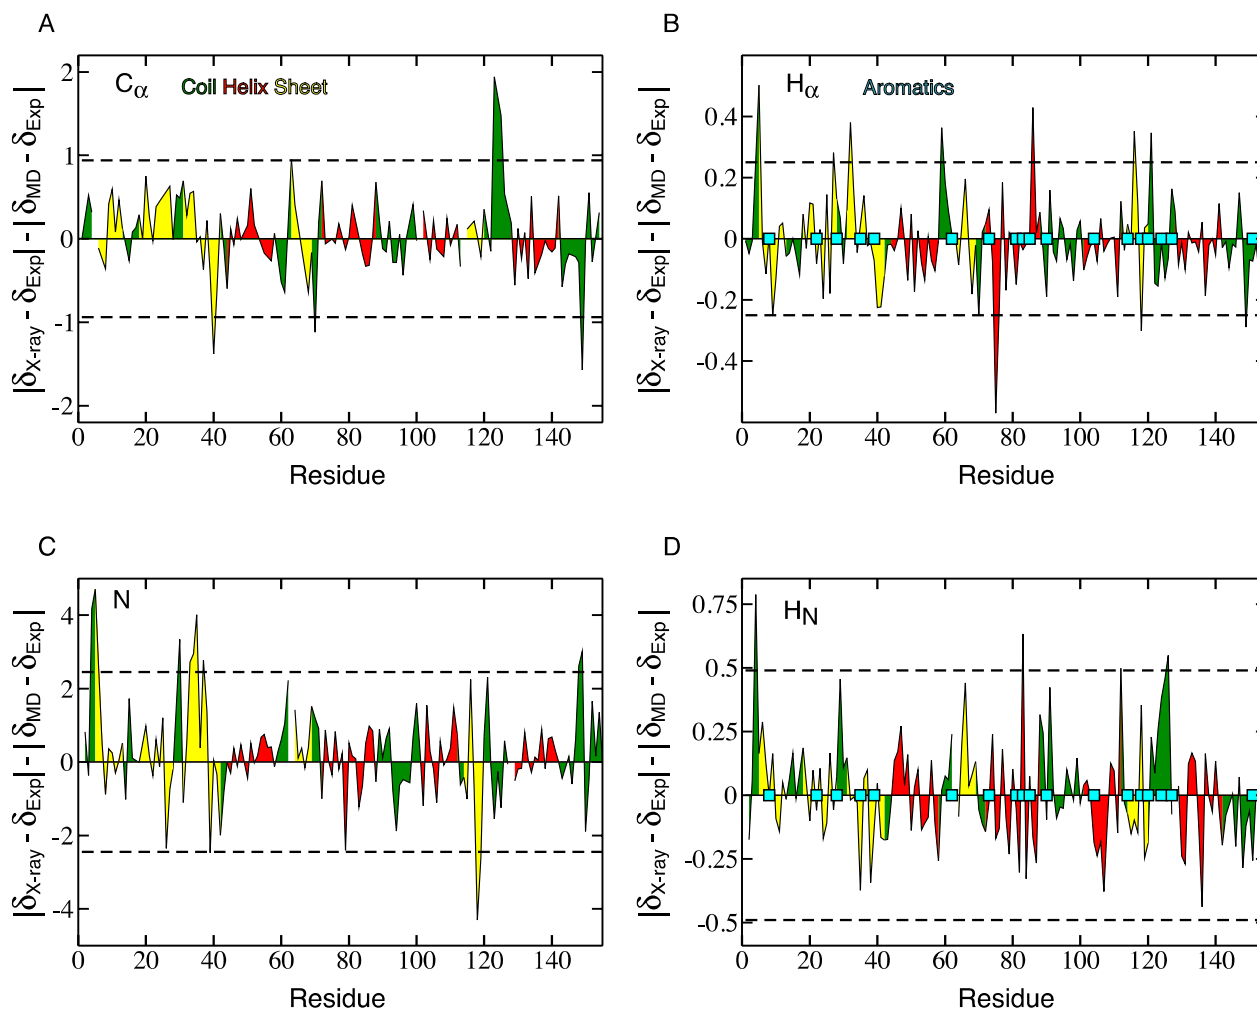 A
Cα Coil Helix Sheet
|δX-ray - δExp| - |δMD - δExp|
2
1
0
-1
-2
0 20 40 60 80 100 120 140
Residue
B
Hα Aromatics
|δX-ray - δExp| - |δMD - δExp|
0.4
0.2
0
-0.2
-0.4
0 20 40 60 80 100 120 140
Residue
C
N
|δX-ray - δExp| - |δMD - δExp|
4
2
0
-2
-4
0 20 40 60 80 100 120 140
Residue
D
HN
|δX-ray - δExp| - |δMD - δExp|
0.75
0.5
0.25
0
-0.25
-0.5
0 20 40 60 80 100 120 140
Residue